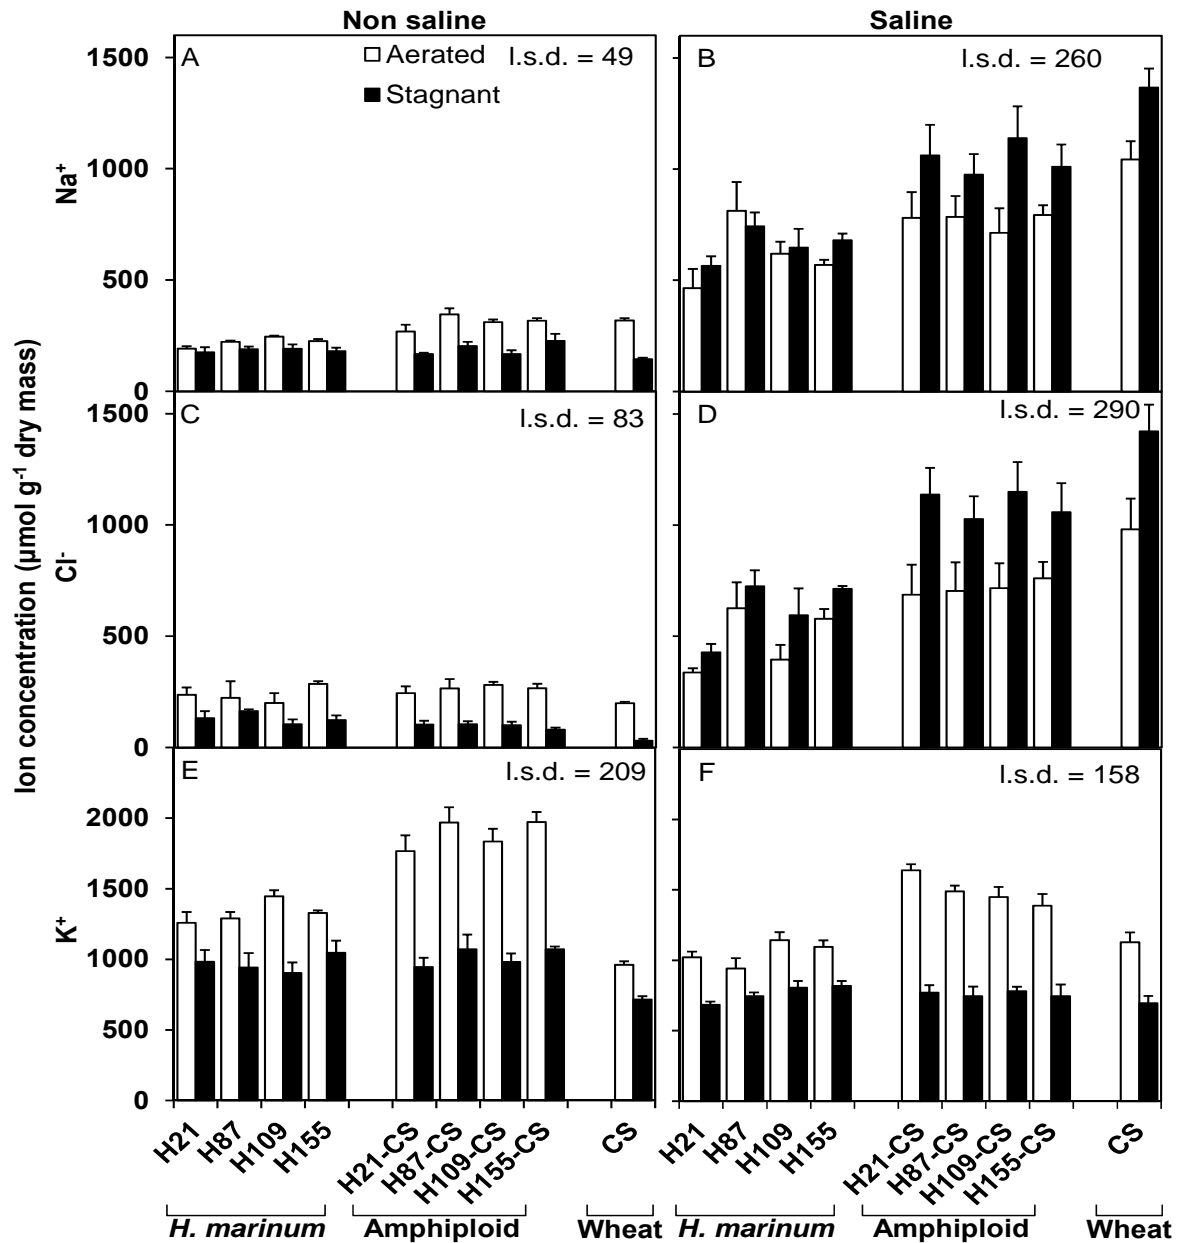 Non saline
Saline
A
Aerated
Stagnant
l.s.d. = 49
B
l.s.d. = 260
1500
1000
500
0
Na⁺
C
l.s.d. = 83
D
l.s.d. = 290
1500
1000
500
0
Cl⁻
Ion concentration (μmol g⁻¹ dry mass)
E
l.s.d. = 209
F
l.s.d. = 158
2000
1500
1000
500
0
K⁺
H21
H87
H109
H155
H21-CS
H87-CS
H109-CS
H155-CS
CS
H21
H87
H109
H155
H21-CS
H87-CS
H109-CS
H155-CS
CS
H. marinum
Amphiploid
Wheat
H. marinum
Amphiploid
Wheat